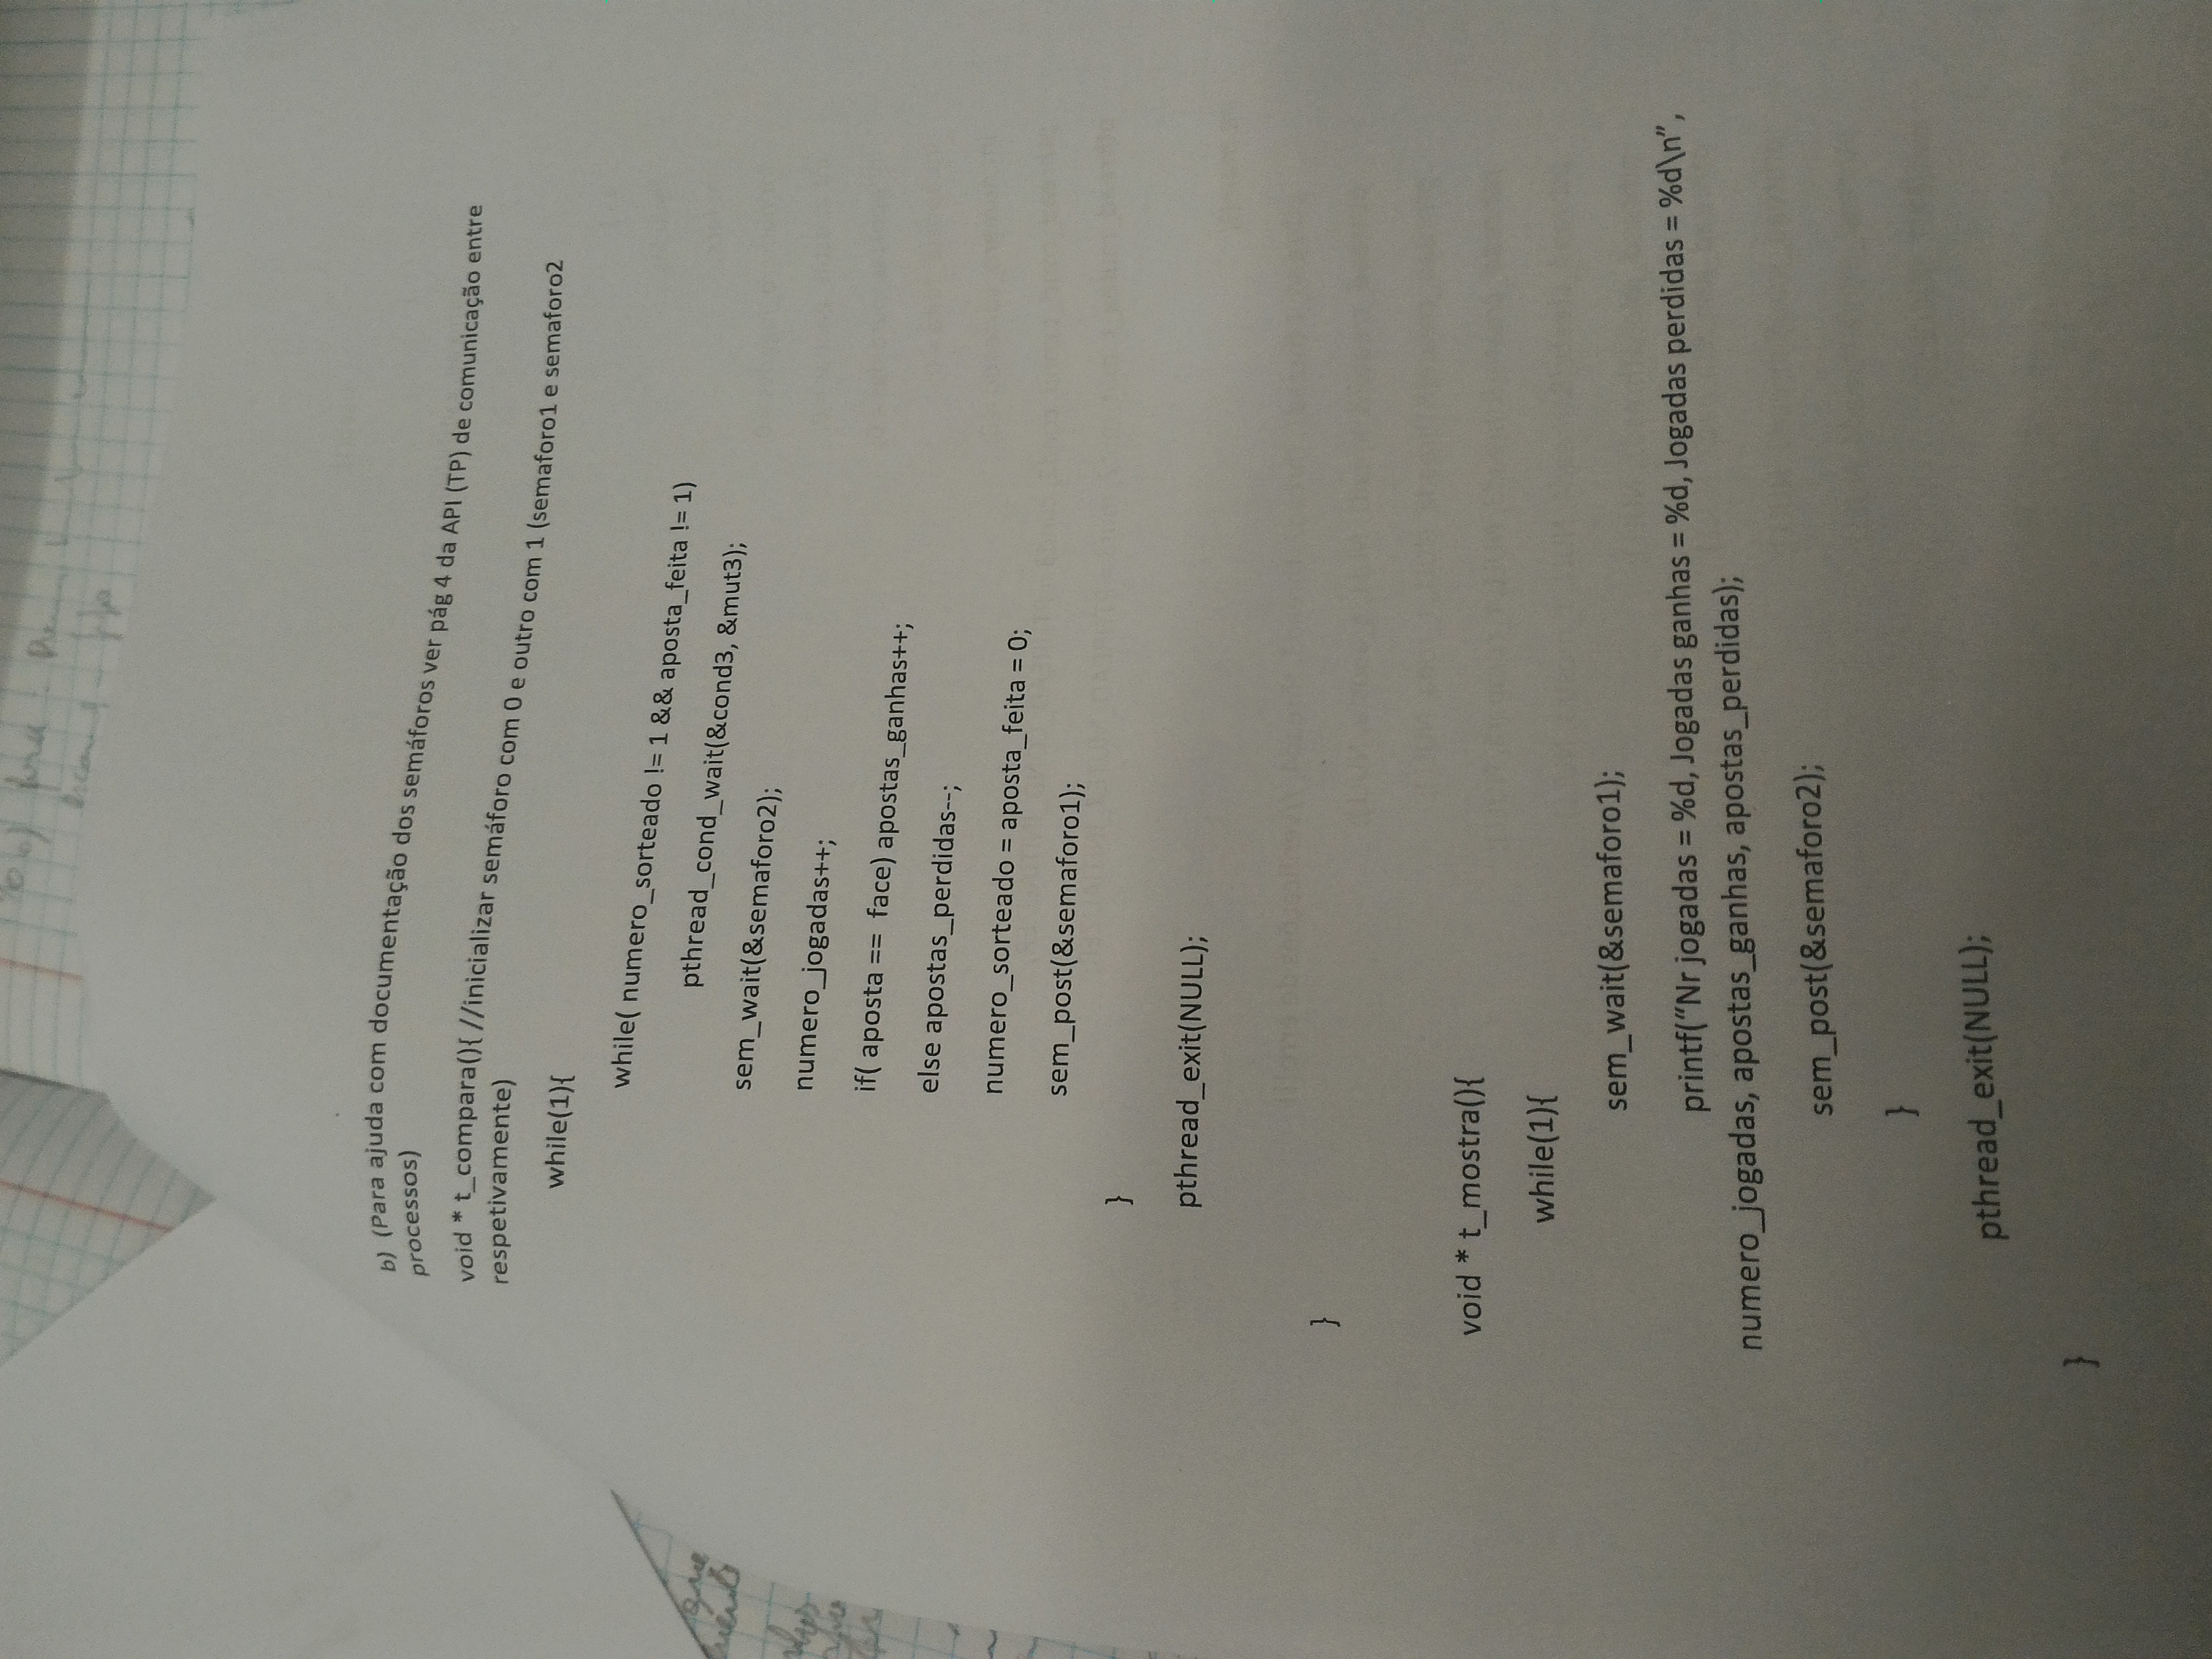 b) (Para ajuda com documentação dos semáforos ver pág 4 da API (TP) de comunicação entre
processos)
void * t_compara(){ //inicializar semáforo com 0 e outro com 1 (semaforo1 e semaforo2
respetivamente)
while(1){
while( numero_sorteado != 1 && aposta_feita != 1)
pthread_cond_wait(&cond3, &mut3);
sem_wait(&semaforo2);
numero_jogadas++;
if( aposta == face) apostas_ganhas++;
else apostas_perdidas--;
numero_sorteado = aposta_feita = 0;
sem_post(&semaforo1);
}
pthread_exit(NULL);
}
void * t_mostra(){
while(1){
sem_wait(&semaforo1);
printf(“Nr jogadas = %d, Jogadas ganhas = %d, Jogadas perdidas = %d\n”,
numero_jogadas, apostas_ganhas, apostas_perdidas);
sem_post(&semaforo2);
}
pthread_exit(NULL);
}